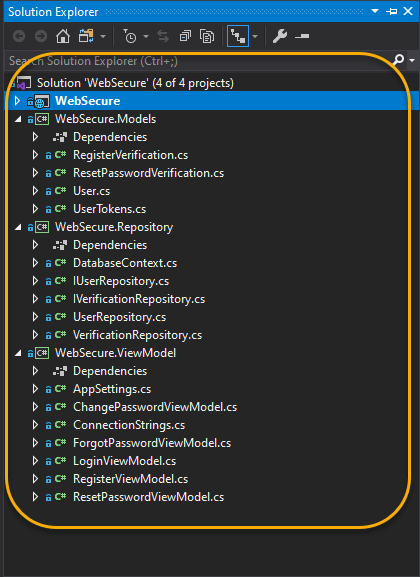 Solution Explorer
Search Solution Explorer (Ctrl+;)
Solution 'WebSecure' (4 of 4 projects)
WebSecure
C# WebSecure.Models
Dependencies
C# RegisterVerification.cs
C# ResetPasswordVerification.cs
C# User.cs
C# UserTokens.cs
C# WebSecure.Repository
Dependencies
C# DatabaseContext.cs
C# IUserRepository.cs
C# IVerificationRepository.cs
C# UserRepository.cs
C# VerificationRepository.cs
C# WebSecure.ViewModel
Dependencies
C# AppSettings.cs
C# ChangePasswordViewModel.cs
C# ConnectionStrings.cs
C# ForgotPasswordViewModel.cs
C# LoginViewModel.cs
C# RegisterViewModel.cs
C# ResetPasswordViewModel.cs